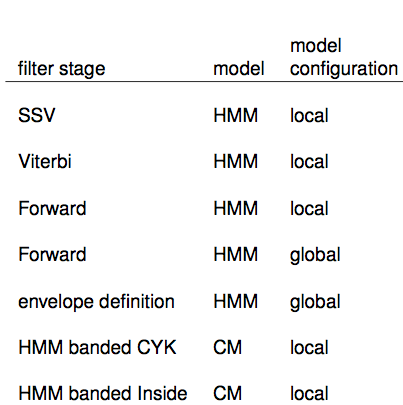 model
filter stage model configuration
SSV HMM local
Viterbi HMM local
Forward HMM local
Forward HMM global
envelope definition HMM global
HMM banded CYK CM local
HMM banded Inside CM local